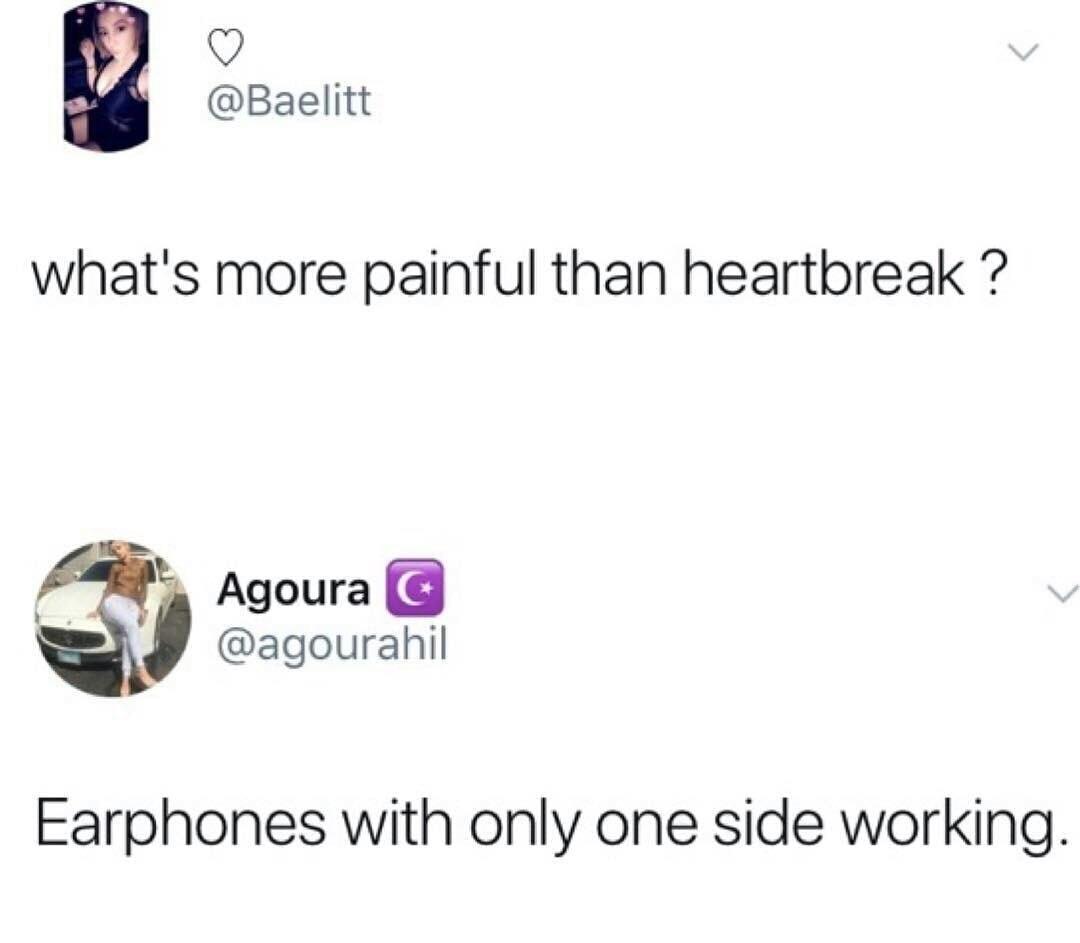 ♡
@Baelitt
what's more painful than heartbreak ?
Agoura ☪️
@agourahil
Earphones with only one side working.